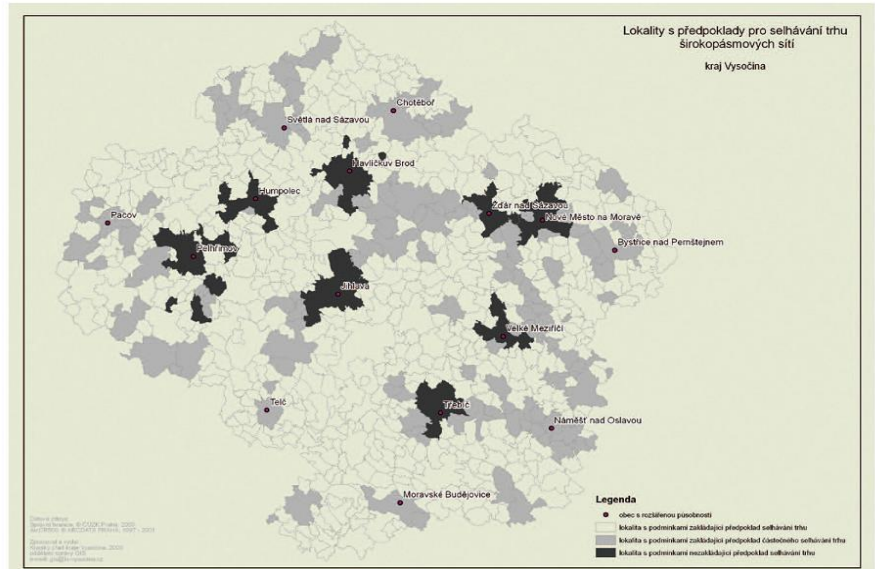 Lokality s předpoklady pro selhávání trhu
širokopásmových sítí
kraj Vysočina
Chotěboř
Světlá nad Sázavou
Havlíčkův Brod
Humpolec
Žďár nad Sázavou
Nové Město na Moravě
Pacov
Bystřice nad Pernštejnem
Pelhřimov
Jihlava
Velké Meziříčí
Telč
Třebíč
Náměšť nad Oslavou
Moravské Budějovice
Legenda
obec s rozšířenou působností
lokalita s podmínkami zakládající předpoklad selhávání trhu
lokalita s podmínkami zakládající předpoklad částečného selhávání trhu
lokalita s podmínkami nezakládající předpoklad selhávání trhu